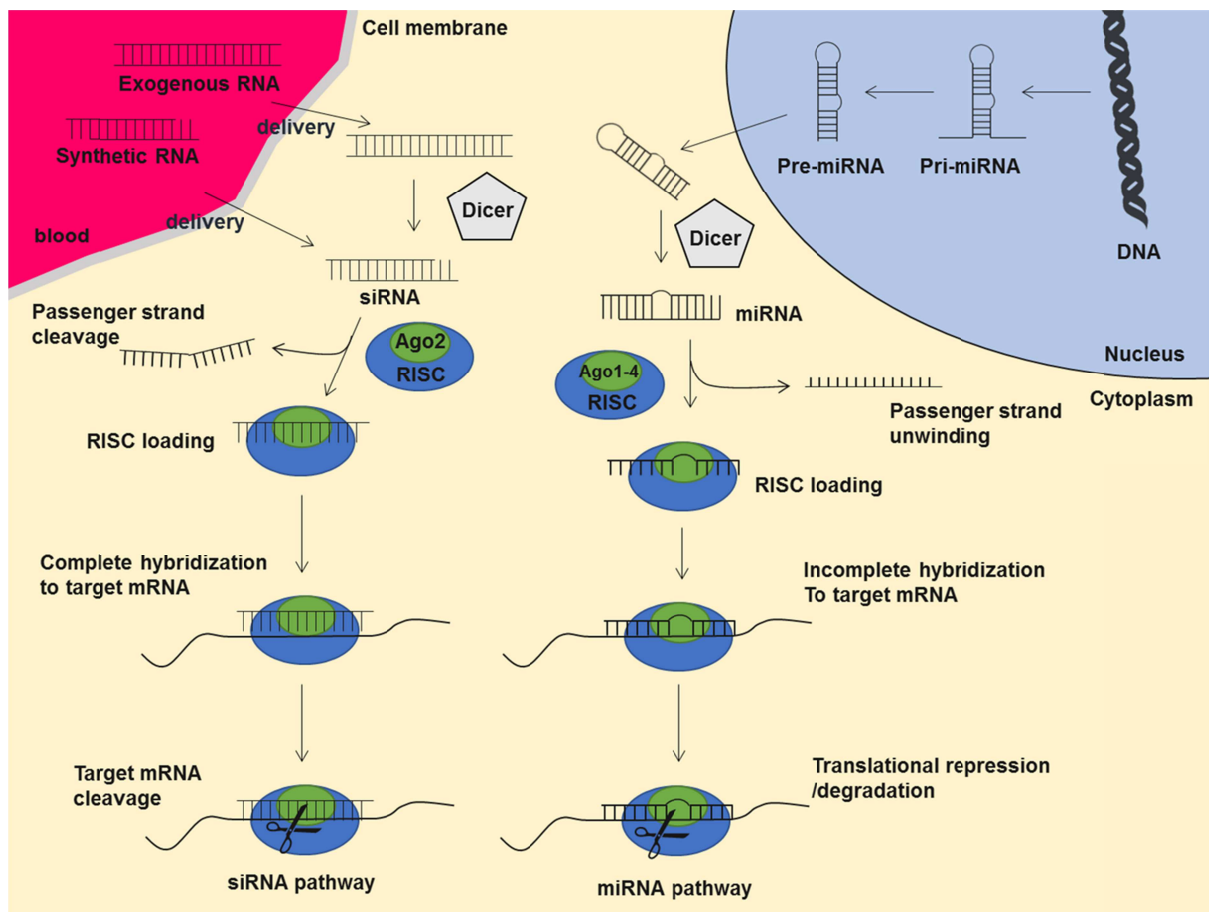 Cell membrane
Exogenous RNA
delivery
Synthetic RNA
delivery
blood
Dicer
siRNA
Passenger strand
cleavage
Ago2
RISC
RISC loading
Complete hybridization
to target mRNA
Target mRNA
cleavage
siRNA pathway
Pre-miRNA
Pri-miRNA
DNA
Dicer
miRNA
Nucleus
Cytoplasm
Ago1-4
RISC
Passenger strand
unwinding
RISC loading
Incomplete hybridization
To target mRNA
Translational repression
/degradation
miRNA pathway